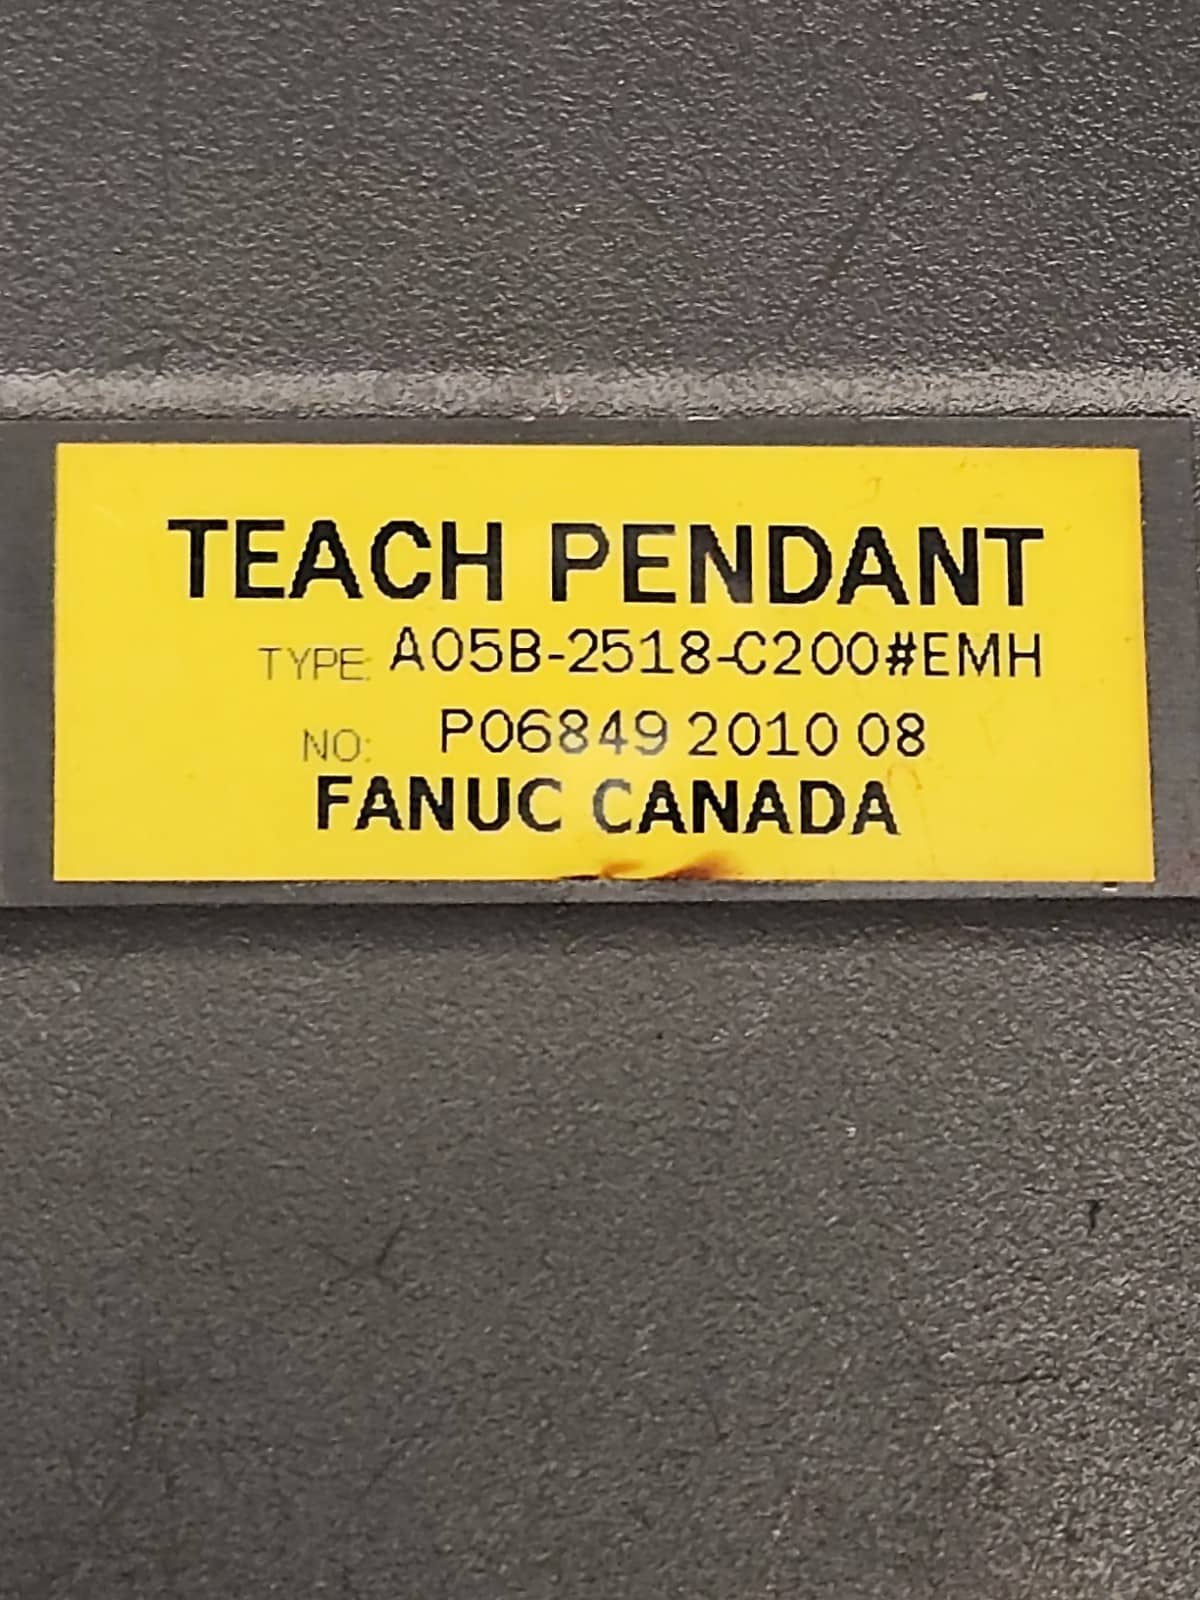 TEACH PENDANT
TYPE: A05B-2518-C200#EMH
NO: P06849 2010 08
FANUC CANADA